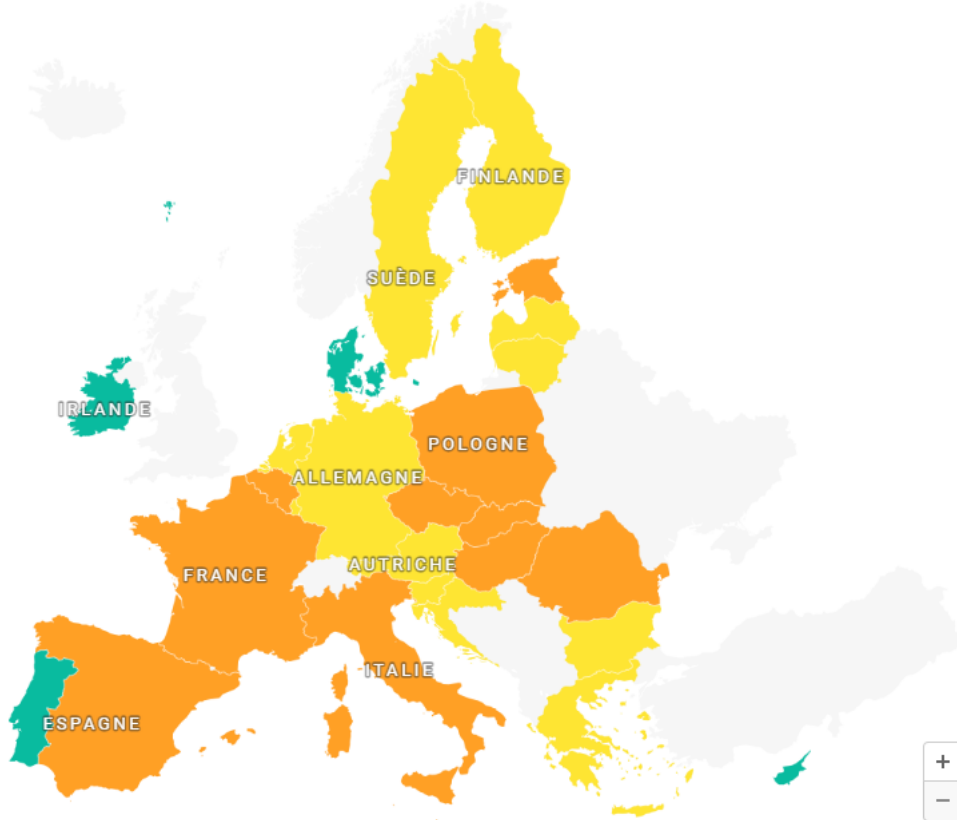 FINLANDE
SUÈDE
IRLANDE
POLOGNE
ALLEMAGNE
AUTRICHE
FRANCE
ITALIE
ESPAGNE
+
−